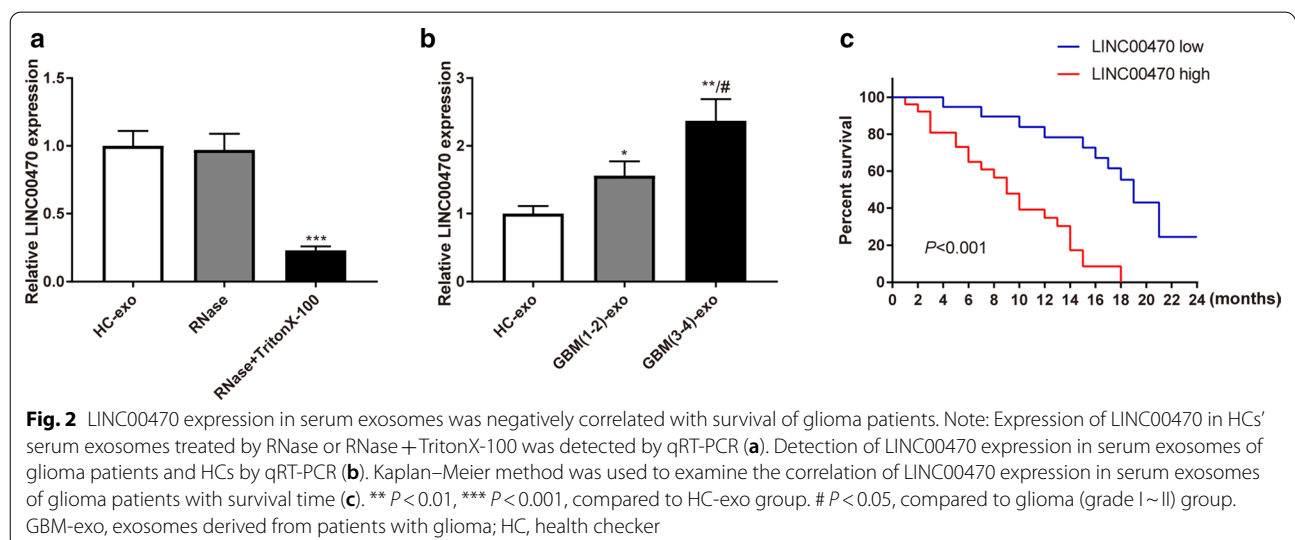 a
Relative LINC00470 expression
1.5
1.0
0.5
0.0
***
HC-exo
RNase
RNase+TritonX-100
b
Relative LINC00470 expression
3
2
1
0
*
**/#
HC-exo
GBM(1-2)-exo
GBM(3-4)-exo
c
LINC00470 low
LINC00470 high
Percent survival
100
80
60
40
20
0
P<0.001
0 2 4 6 8 10 12 14 16 18 20 22 24 (months)
Fig. 2 LINC00470 expression in serum exosomes was negatively correlated with survival of glioma patients. Note: Expression of LINC00470 in HCs’
serum exosomes treated by RNase or RNase + TritonX-100 was detected by qRT-PCR (a). Detection of LINC00470 expression in serum exosomes of
glioma patients and HCs by qRT-PCR (b). Kaplan–Meier method was used to examine the correlation of LINC00470 expression in serum exosomes
of glioma patients with survival time (c). ** P < 0.01, *** P < 0.001, compared to HC-exo group. # P < 0.05, compared to glioma (grade I ~ II) group.
GBM-exo, exosomes derived from patients with glioma; HC, health checker